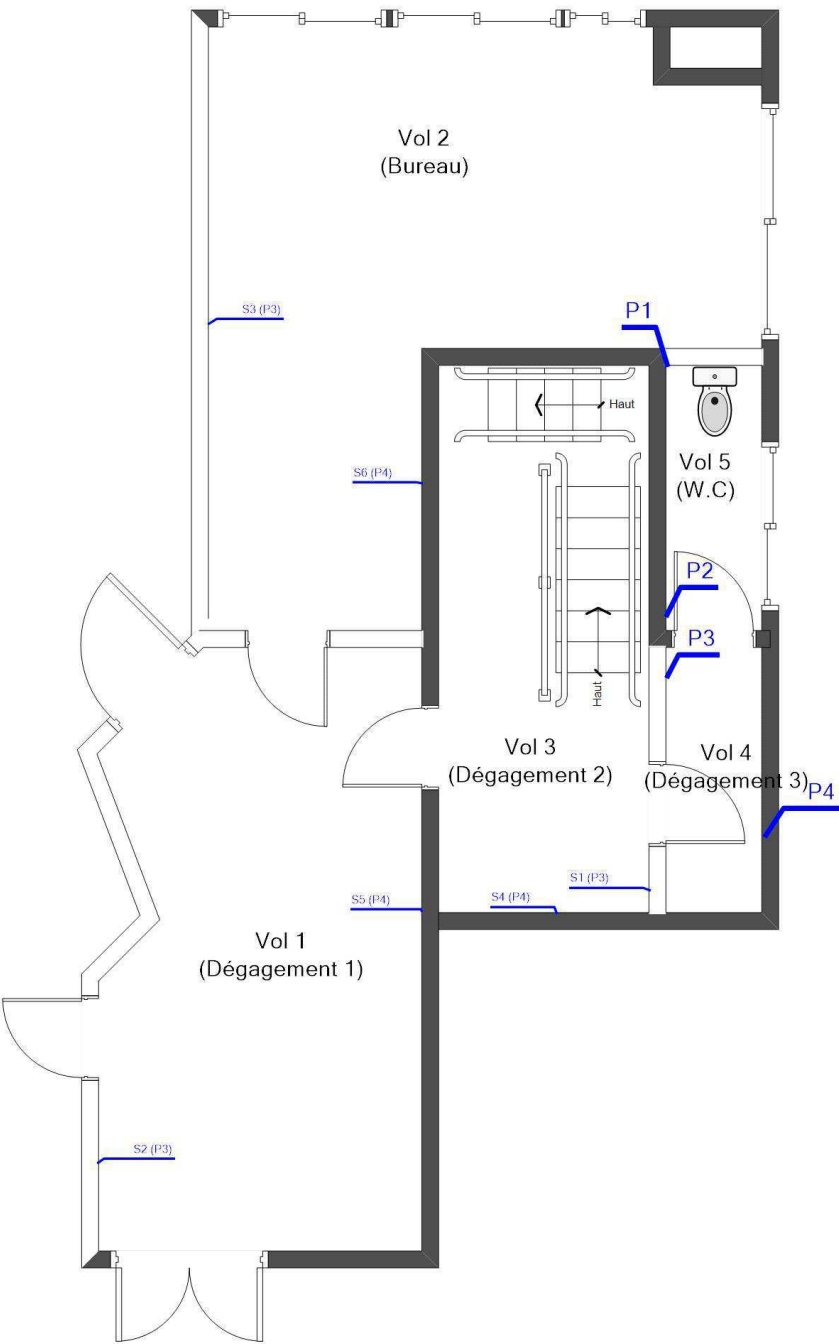 Vol 2
(Bureau)
S3 (P3)
P1
Haut
Vol 5
(W.C)
S6 (P4)
P2
P3
Haut
Vol 3
(Dégagement 2)
Vol 4
(Dégagement 3)
P4
S1 (P3)
S4 (P4)
S5 (P4)
Vol 1
(Dégagement 1)
S2 (P3)